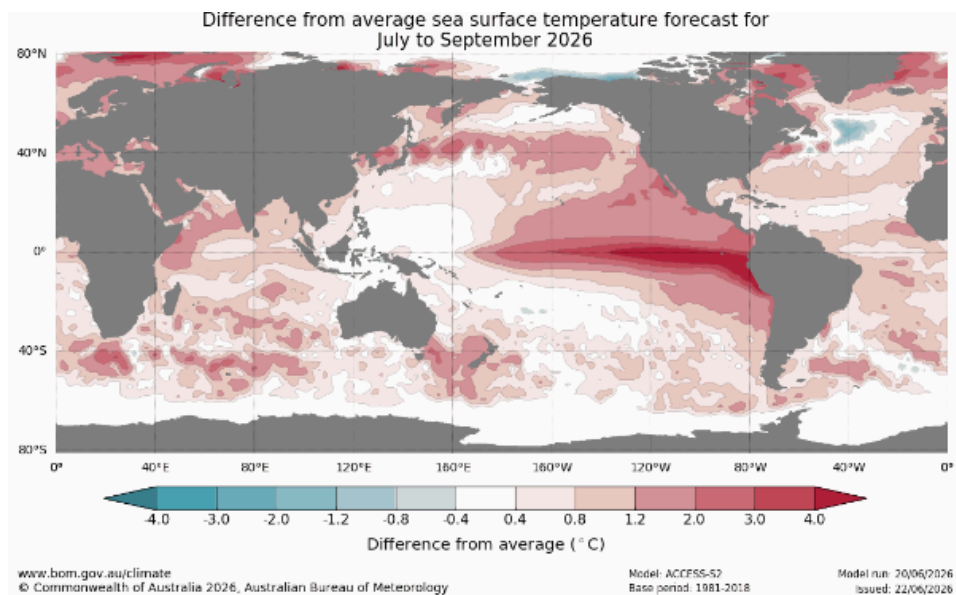 Difference from average sea surface temperature forecast for
July to September 2026
80°N
40°N
0°
40°S
80°S
0° 40°E 80°E 120°E 160°E 160°W 120°W 80°W 40°W 0°
-4.0 -3.0 -2.0 -1.2 -0.8 -0.4 0.4 0.8 1.2 2.0 3.0 4.0
Difference from average (°C)
www.bom.gov.au/climate
© Commonwealth of Australia 2026, Australian Bureau of Meteorology
Model: ACCESS-S2
Base period: 1981-2018
Model run: 20/06/2026
Issued: 22/06/2026